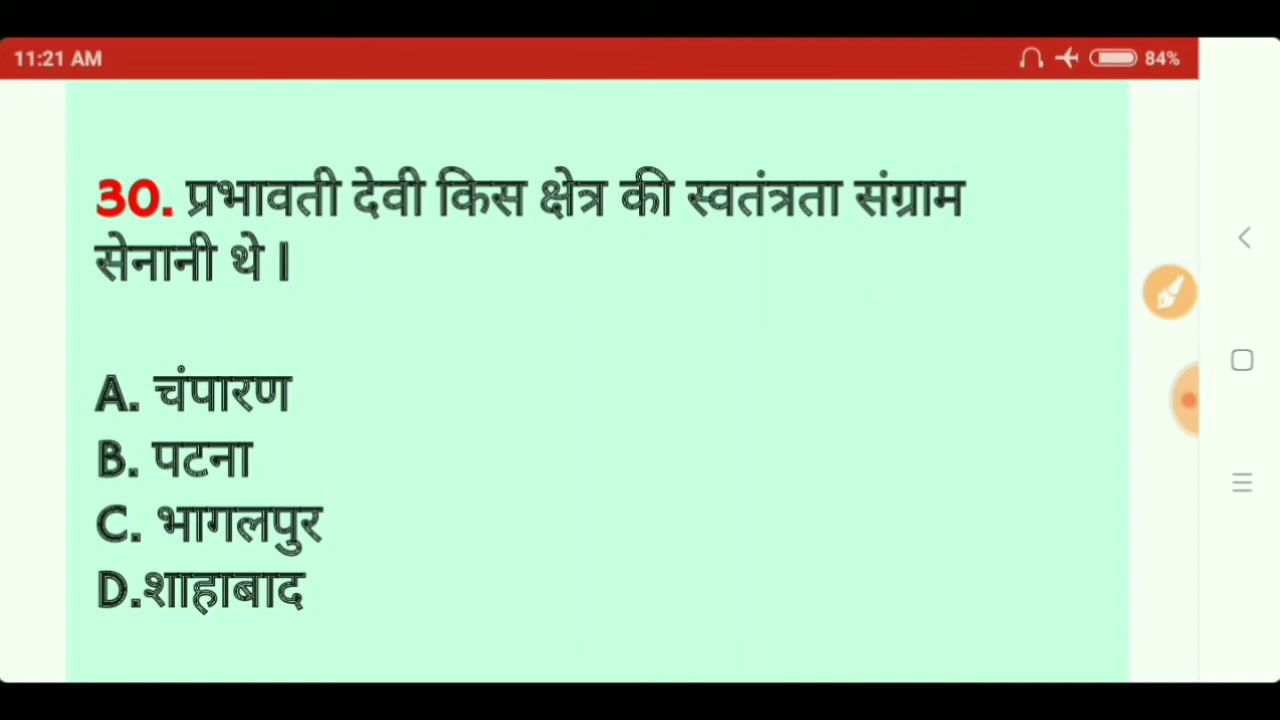 11:21 AM
84%
30. प्रभावती देवी किस क्षेत्र की स्वतंत्रता संग्राम
सेनानी थे ।
A. चंपारण
B. पटना
C. भागलपुर
D.शाहाबाद